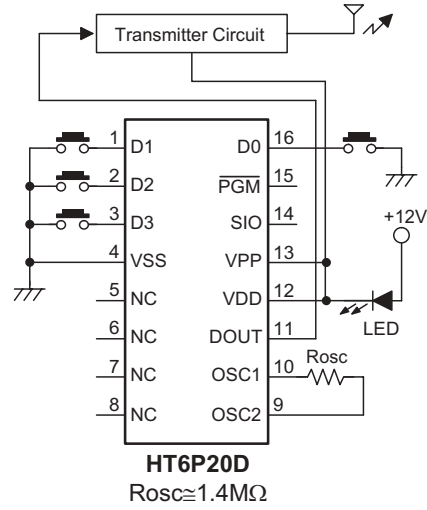 Transmitter Circuit
1 D1 D0 16
2 D2 PGM 15
3 D3 SIO 14
+12V
4 VSS VPP 13
5 NC VDD 12
LED
6 NC DOUT 11
Rosc
7 NC OSC1 10
8 NC OSC2 9
HT6P20D
Rosc≅1.4MΩ